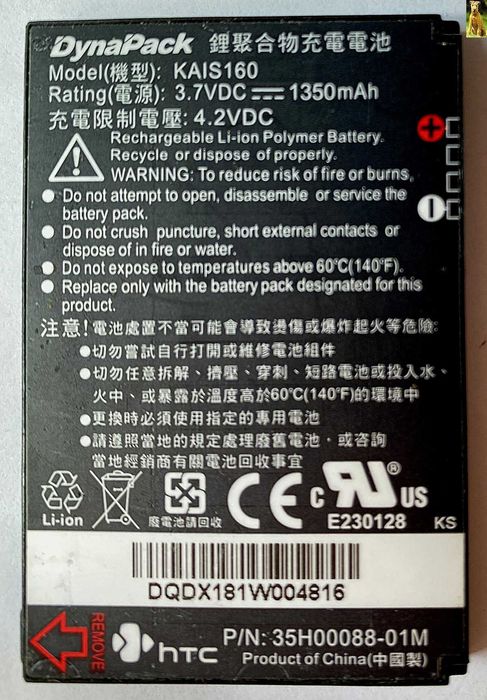 DynaPack 鋰聚合物充電電池
Model(機型): KAIS160
Rating(電源): 3.7VDC⎓1350mAh
充電限制電壓: 4.2VDC
Rechargeable Li-ion Polymer Battery.
Recycle or dispose of properly.
WARNING: To reduce risk of fire or burns,
● Do not attempt to open, disassemble or service the
battery pack.
● Do not crush puncture, short external contacts or
dispose of in fire or water.
● Do not expose to temperatures above 60°C(140°F).
● Replace only with the battery pack designated for this
product.
注意!電池處置不當可能會導致燙傷或爆炸起火等危險:
●切勿嘗試自行打開或維修電池組件
●切勿任意拆解、擠壓、穿刺、短路電池或投入水、
火中、或暴露於溫度高於60°C(140°F)的環境中
●更換時必須使用指定的專用電池
●請遵照當地的規定處理廢舊電池,或去咨詢
當地經銷商有關電池回收事宜
Li-ion
廢電池請回收
CE
c RU® US
E230128
KS
DQDX181W004816
REMOVE
hTC
P/N: 35H00088-01M
Product of China(中國製)